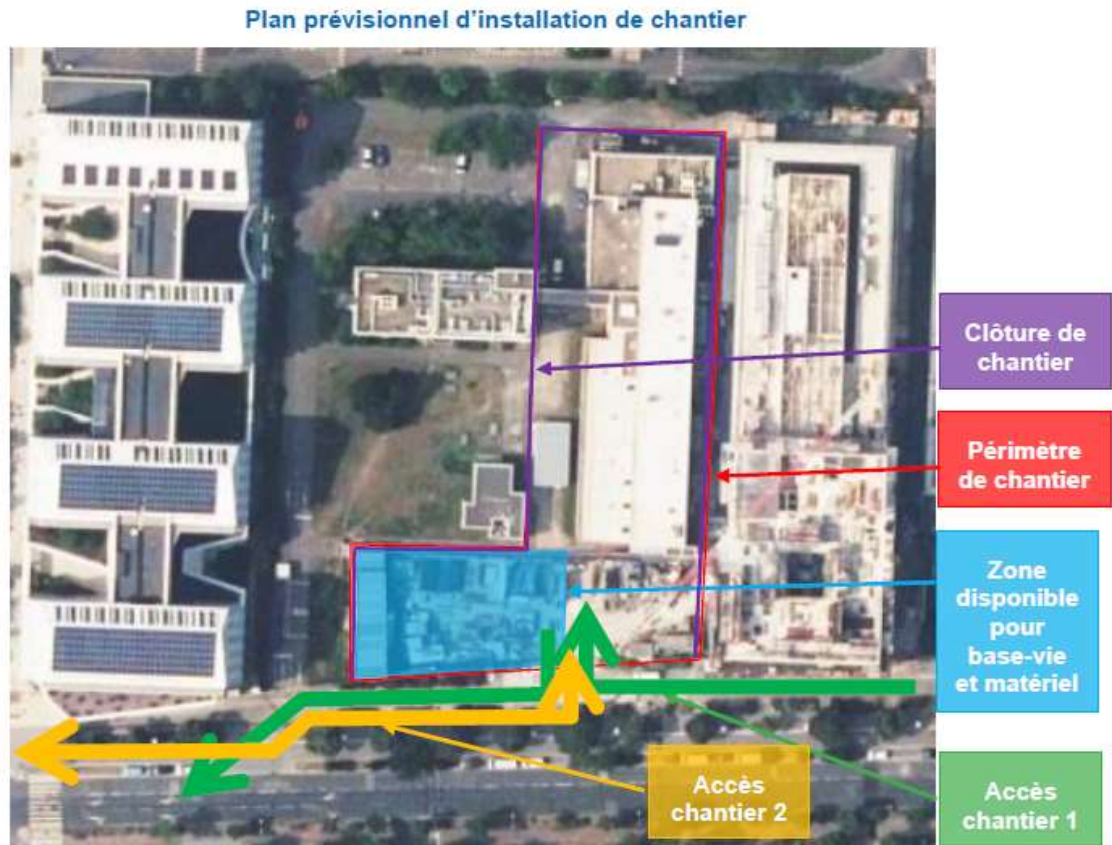 Plan prévisionnel d'installation de chantier
Clôture de
chantier
Périmètre
de chantier
Zone
disponible
pour
base-vie
et matériel
Accès
chantier 2
Accès
chantier 1